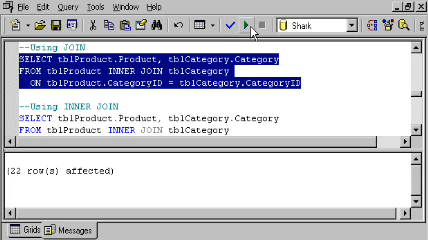 File Edit Query Tools Window Help
Shark
--Using JOIN
SELECT tblProduct.Product, tblCategory.Category
FROM tblProduct INNER JOIN tblCategory
ON tblProduct.CategoryID = tblCategory.CategoryID
--Using INNER JOIN
SELECT tblProduct.Product, tblCategory.Category
FROM tblProduct INNER JOIN tblCategory
(22 row(s) affected)
Grids Messages